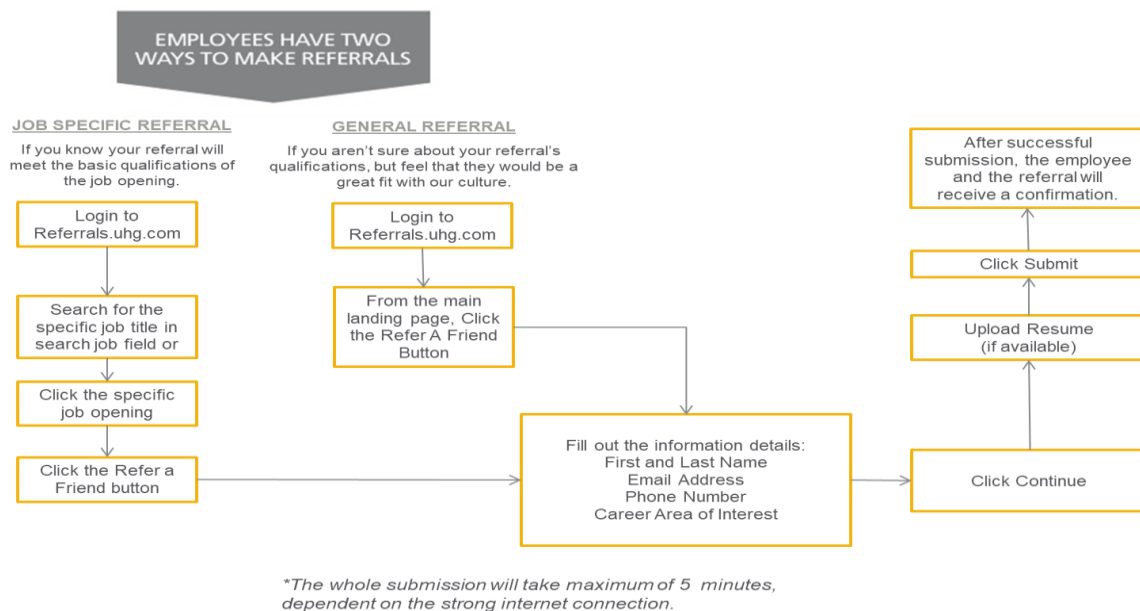 EMPLOYEES HAVE TWO
WAYS TO MAKE REFERRALS
JOB SPECIFIC REFERRAL
If you know your referral will
meet the basic qualifications of
the job opening.
Login to
Referrals.uhg.com
Search for the
specific job title in
search job field or
Click the specific
job opening
Click the Refer a
Friend button
GENERAL REFERRAL
If you aren’t sure about your referral’s
qualifications, but feel that they would be a
great fit with our culture.
Login to
Referrals.uhg.com
From the main
landing page, Click
the Refer A Friend
Button
Fill out the information details:
First and Last Name
Email Address
Phone Number
Career Area of Interest
Click Continue
Upload Resume
(if available)
Click Submit
After successful
submission, the employee
and the referral will
receive a confirmation.
*The whole submission will take maximum of 5 minutes,
dependent on the strong internet connection.